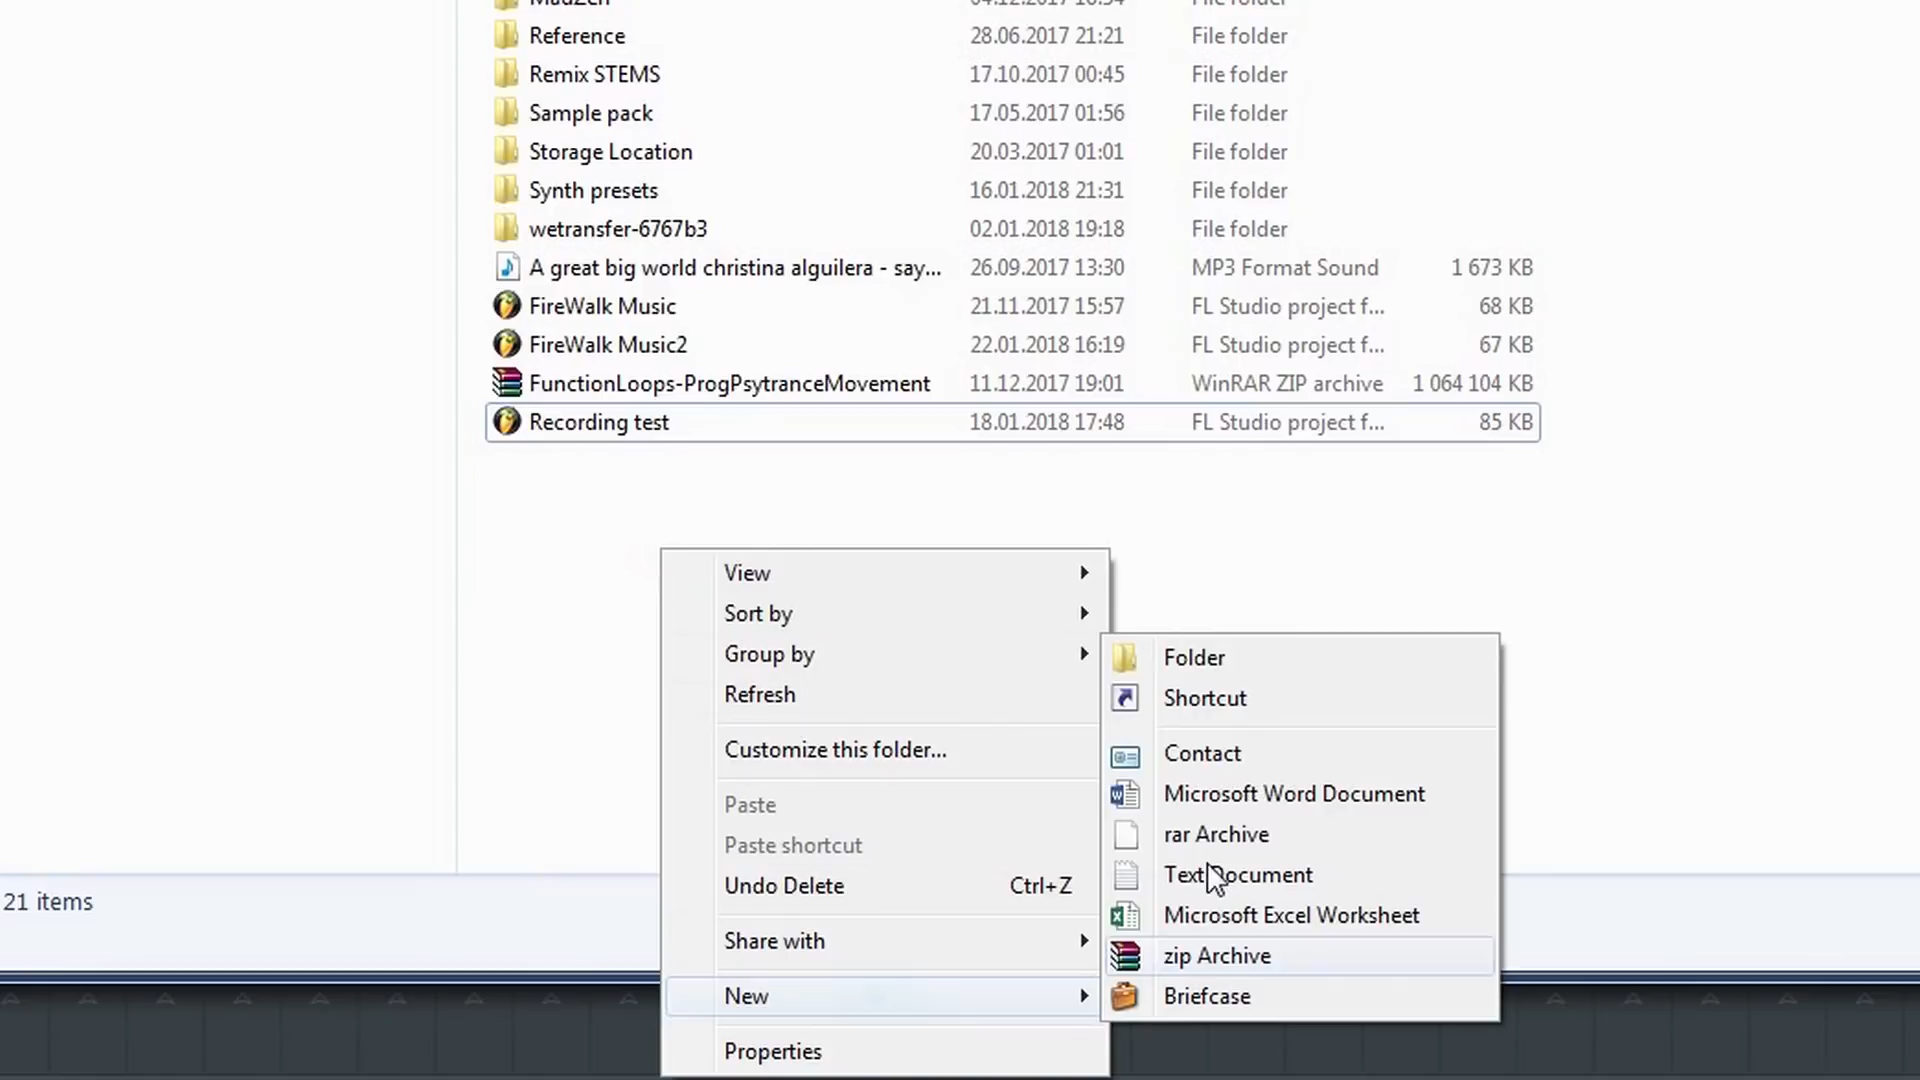 MadZen 04.12.2017 16:54 File folder
Reference 28.06.2017 21:21 File folder
Remix STEMS 17.10.2017 00:45 File folder
Sample pack 17.05.2017 01:56 File folder
Storage Location 20.03.2017 01:01 File folder
Synth presets 16.01.2018 21:31 File folder
wetransfer-6767b3 02.01.2018 19:18 File folder
A great big world christina alguilera - say... 26.09.2017 13:30 MP3 Format Sound 1 673 KB
FireWalk Music 21.11.2017 15:57 FL Studio project f... 68 KB
FireWalk Music2 22.01.2018 16:19 FL Studio project f... 67 KB
FunctionLoops-ProgPsytranceMovement 11.12.2017 19:01 WinRAR ZIP archive 1 064 104 KB
Recording test 18.01.2018 17:48 FL Studio project f... 85 KB
View
Sort by
Group by
Refresh
Customize this folder...
Paste
Paste shortcut
Undo Delete Ctrl+Z
Share with
New
Properties
Folder
Shortcut
Contact
Microsoft Word Document
rar Archive
Text Document
Microsoft Excel Worksheet
zip Archive
Briefcase
21 items